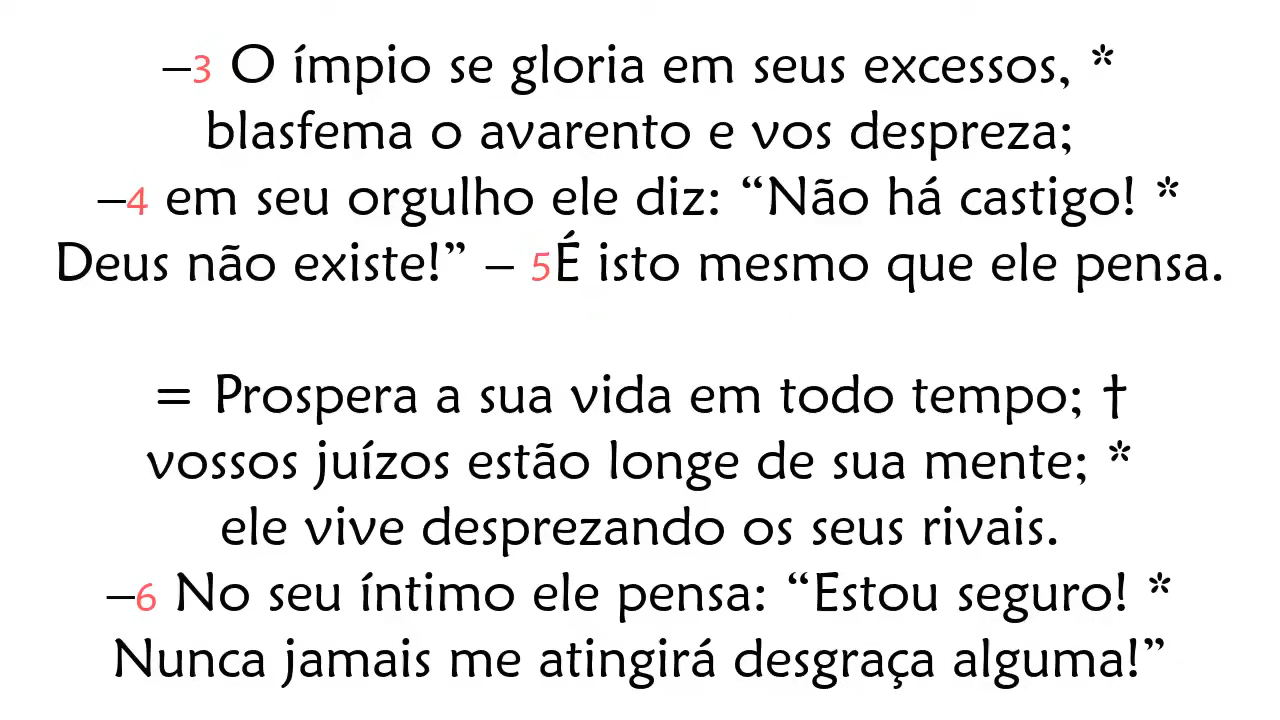 –3 O ímpio se gloria em seus excessos, *
blasfema o avarento e vos despreza;
–4 em seu orgulho ele diz: “Não há castigo! *
Deus não existe!” – 5É isto mesmo que ele pensa.
= Prospera a sua vida em todo tempo; †
vossos juízos estão longe de sua mente; *
ele vive desprezando os seus rivais.
–6 No seu íntimo ele pensa: “Estou seguro! *
Nunca jamais me atingirá desgraça alguma!”